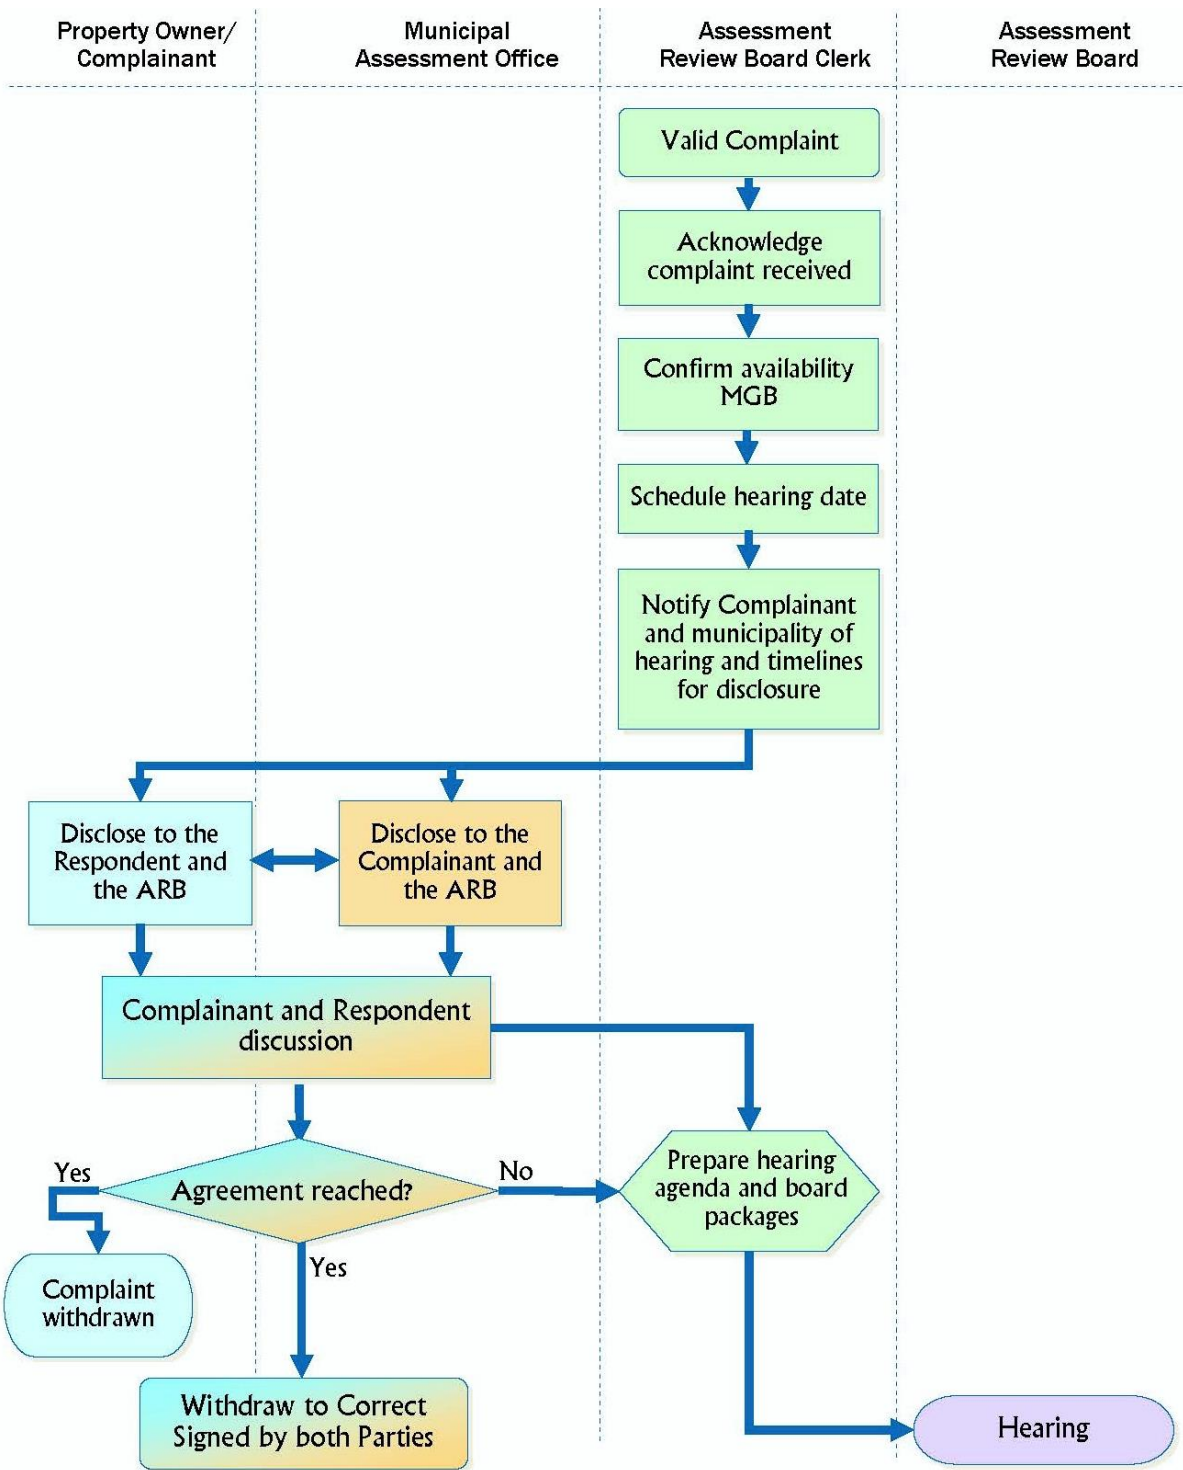 Property Owner/
Complainant
Municipal
Assessment Office
Assessment
Review Board Clerk
Assessment
Review Board
Valid Complaint
Acknowledge
complaint received
Confirm availability
MGB
Schedule hearing date
Notify Complainant
and municipality of
hearing and timelines
for disclosure
Disclose to the
Respondent and
the ARB
Disclose to the
Complainant and
the ARB
Complainant and Respondent
discussion
Yes
Agreement reached?
No
Prepare hearing
agenda and board
packages
Yes
Complaint
withdrawn
Withdraw to Correct
Signed by both Parties
Hearing